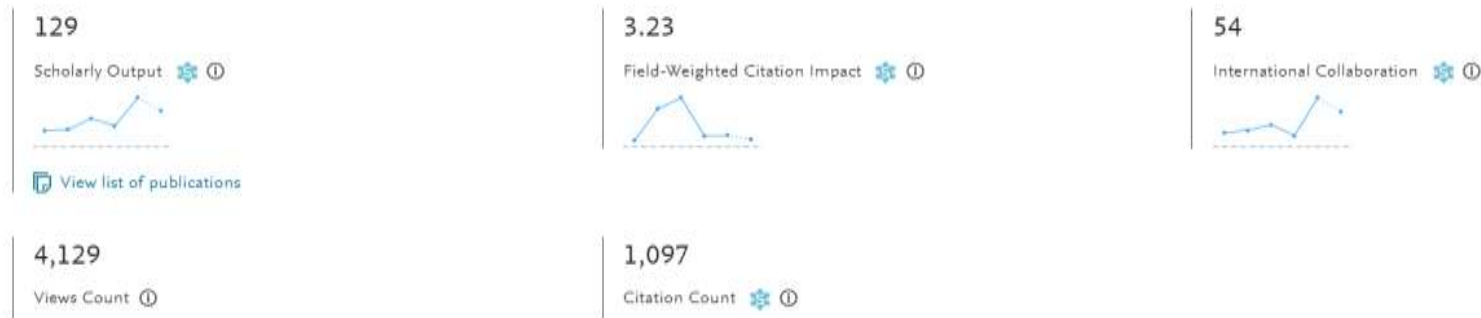 129
Scholarly Output
View list of publications
3.23
Field-Weighted Citation Impact
54
International Collaboration
4,129
Views Count
1,097
Citation Count